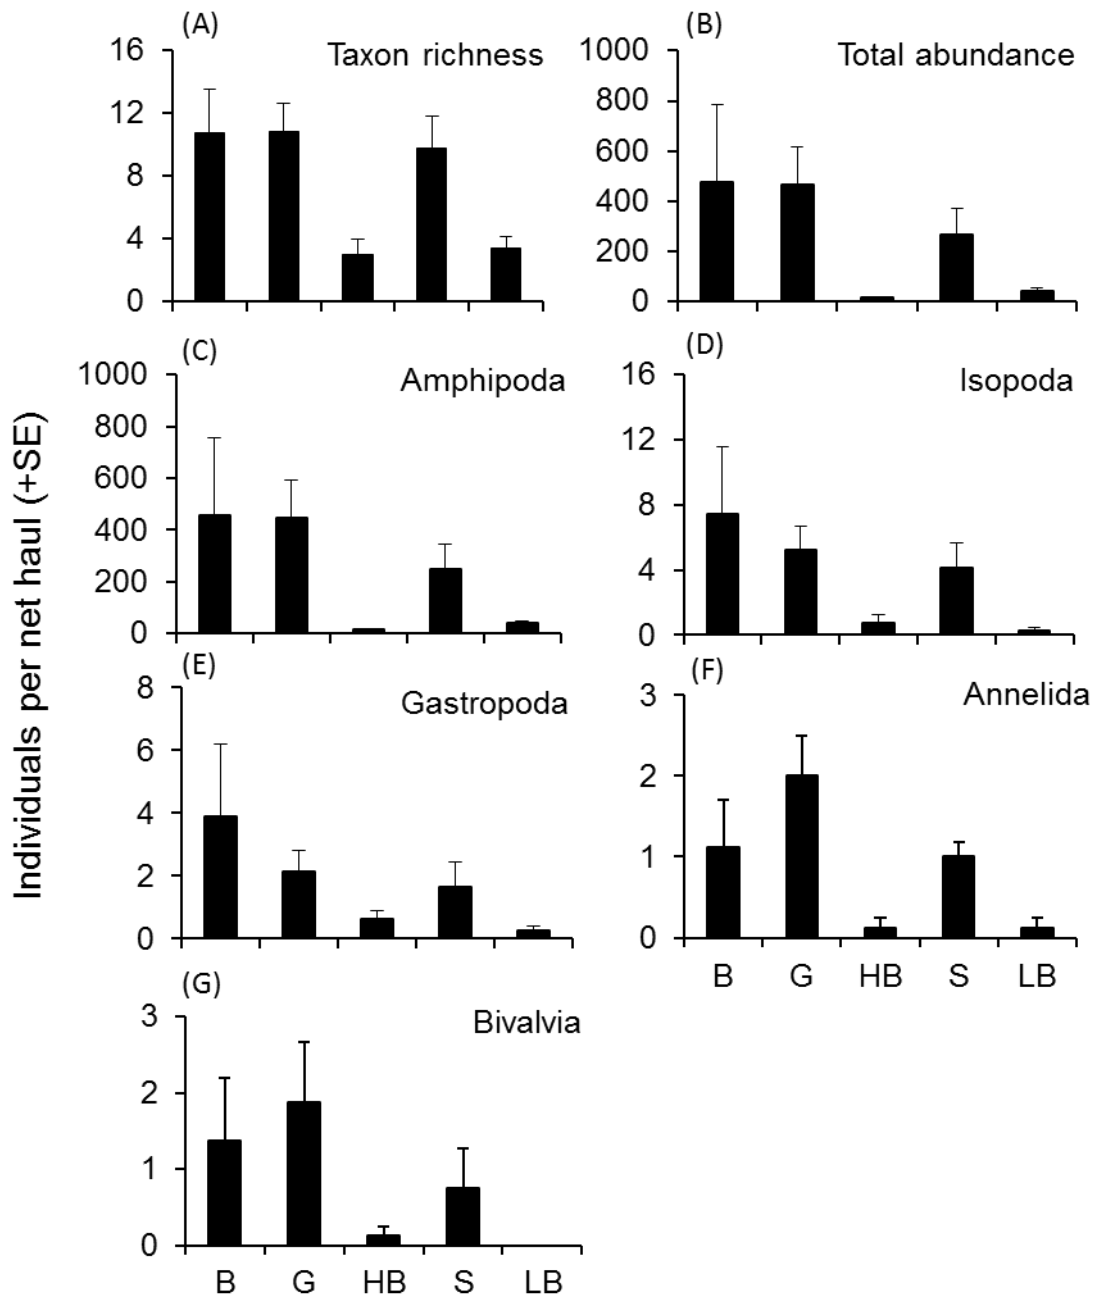 Individuals per net haul (+SE)
(A)
Taxon richness
16
12
8
4
0
(B)
Total abundance
1000
800
600
400
200
0
(C)
Amphipoda
1000
800
600
400
200
0
(D)
Isopoda
16
12
8
4
0
(E)
Gastropoda
8
6
4
2
0
(F)
Annelida
3
2
1
0
B G HB S LB
(G)
Bivalvia
3
2
1
0
B G HB S LB